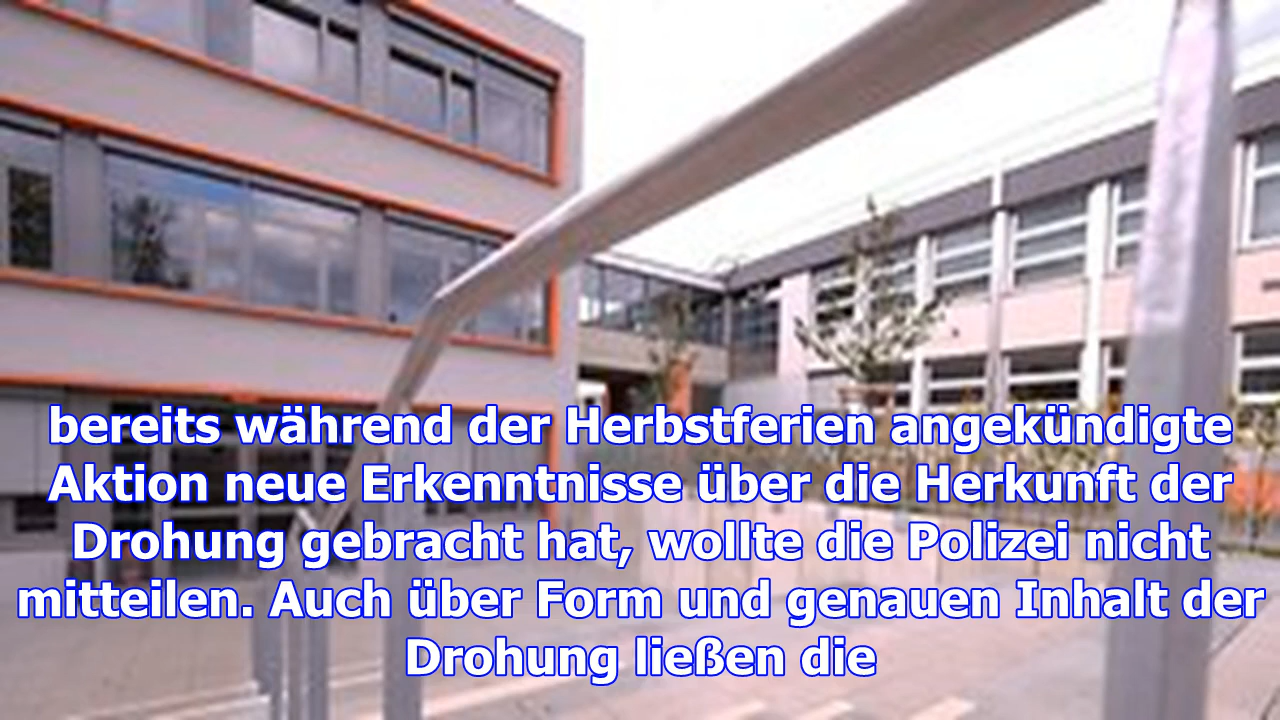 bereits während der Herbstferien angekündigte
Aktion neue Erkenntnisse über die Herkunft der
Drohung gebracht hat, wollte die Polizei nicht
mitteilen. Auch über Form und genauen Inhalt der
Drohung ließen die